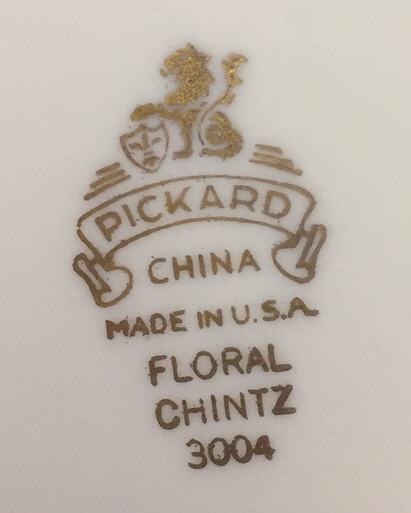 PICKARD
CHINA
MADE IN U.S.A.
FLORAL
CHINTZ
3004